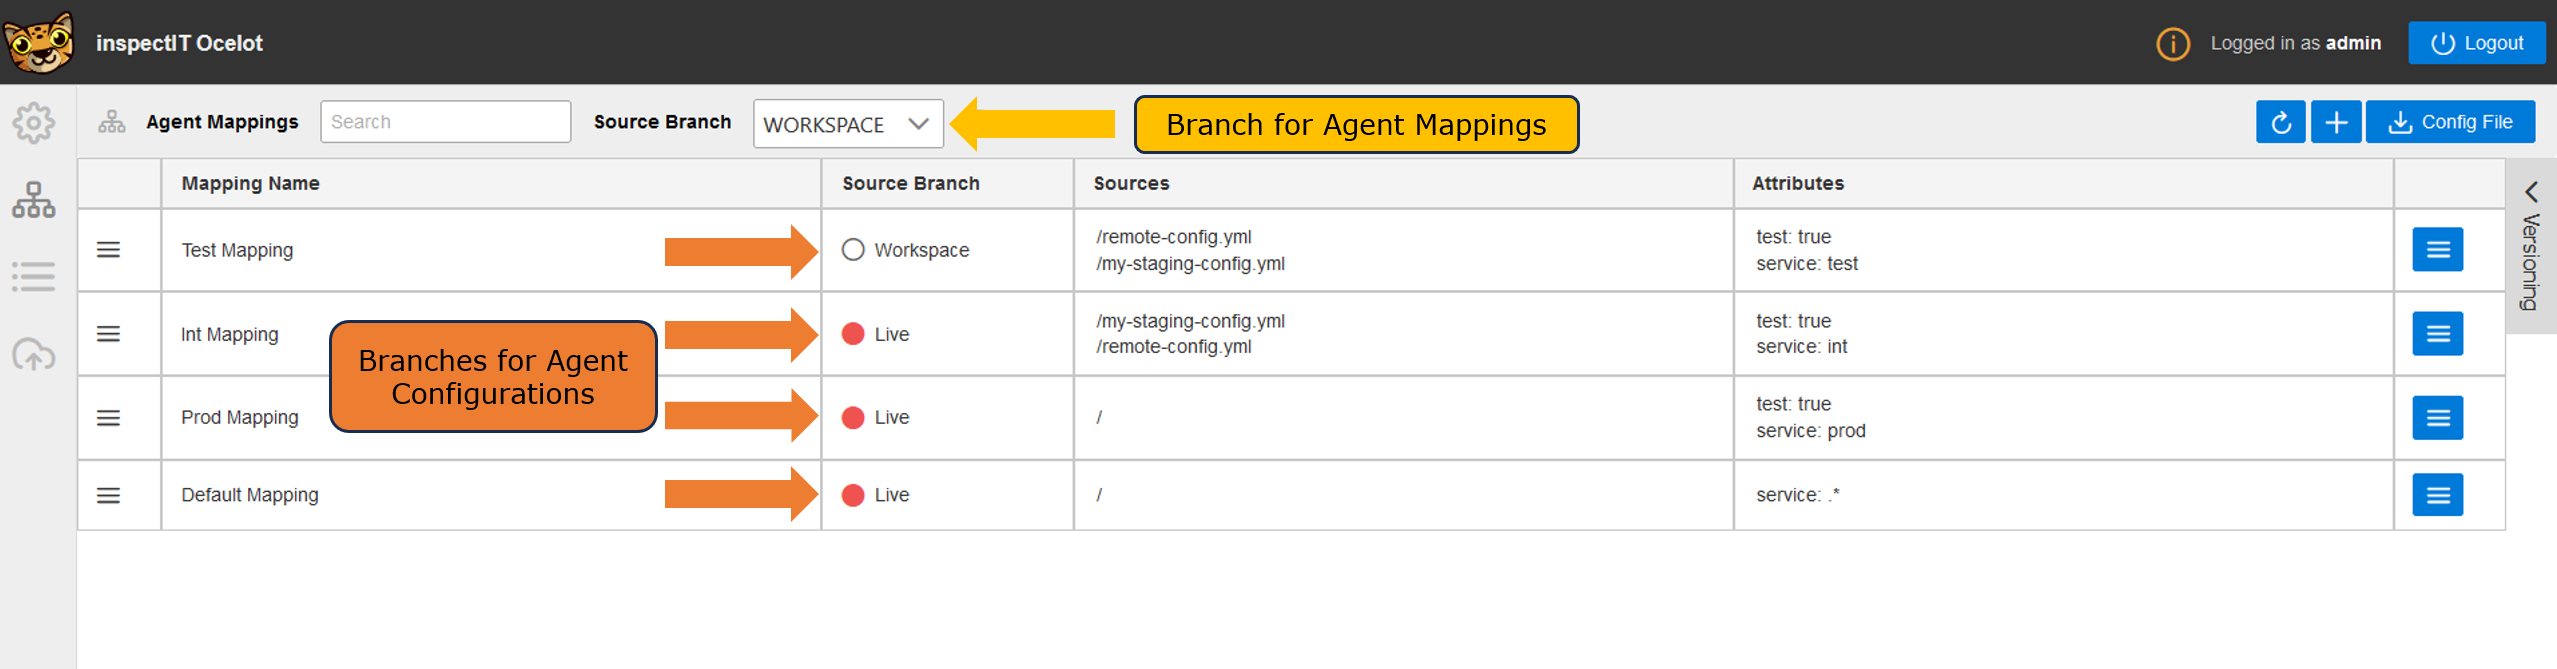 inspectIT Ocelot
Logged in as admin
Logout
Agent Mappings
Search
Source Branch
WORKSPACE
Branch for Agent Mappings
Config File
Mapping Name
Source Branch
Sources
Attributes
Versioning
Test Mapping
Workspace
/remote-config.yml
/my-staging-config.yml
test: true
service: test
Int Mapping
Live
/my-staging-config.yml
/remote-config.yml
test: true
service: int
Branches for Agent
Configurations
Prod Mapping
Live
/
test: true
service: prod
Default Mapping
Live
/
service: .*